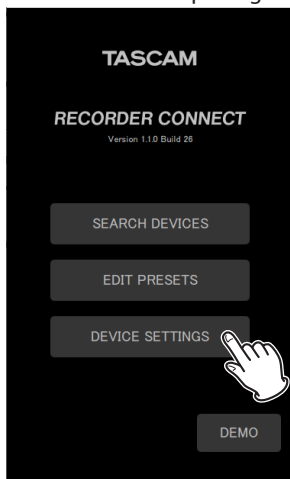 TASCAM
RECORDER CONNECT
Version 1.1.0 Build 26
SEARCH DEVICES
EDIT PRESETS
DEVICE SETTINGS
DEMO